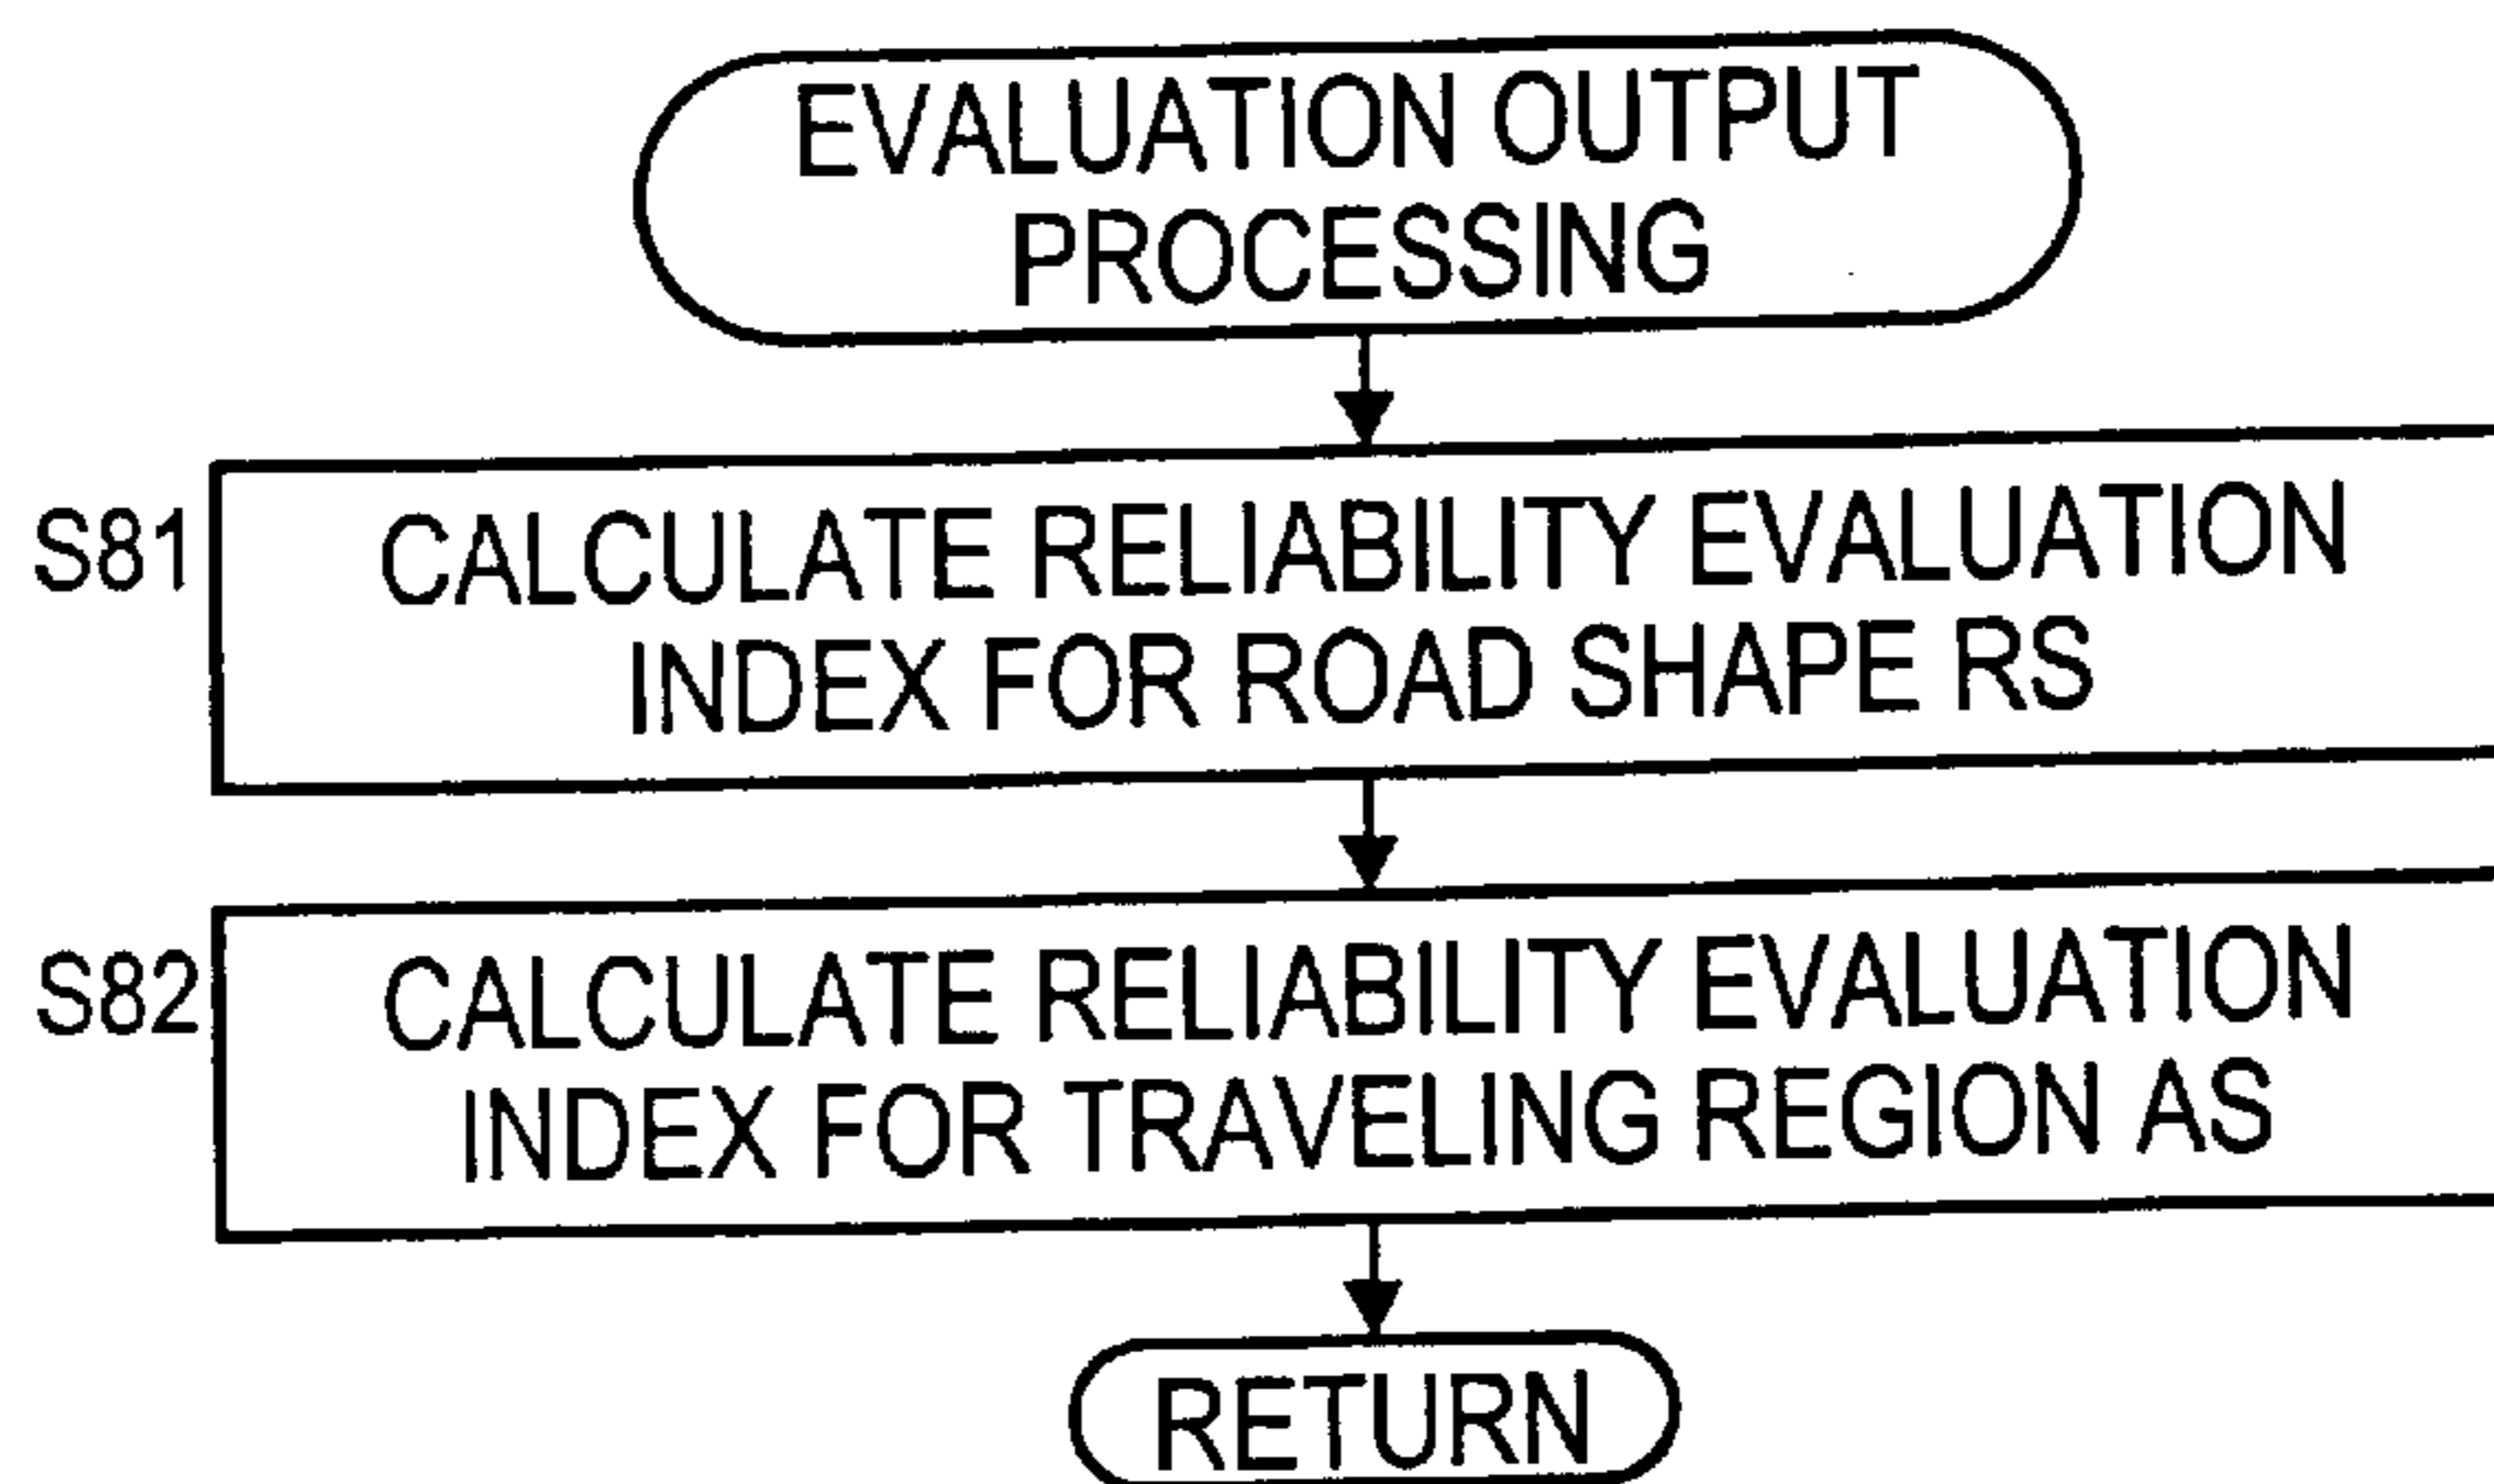 EVALUATION OUTPUT
PROCESSING
S81
CALCULATE RELIABILITY EVALUATION
INDEX FOR ROAD SHAPE RS
S82
CALCULATE RELIABILITY EVALUATION
INDEX FOR TRAVELING REGION AS
RETURN